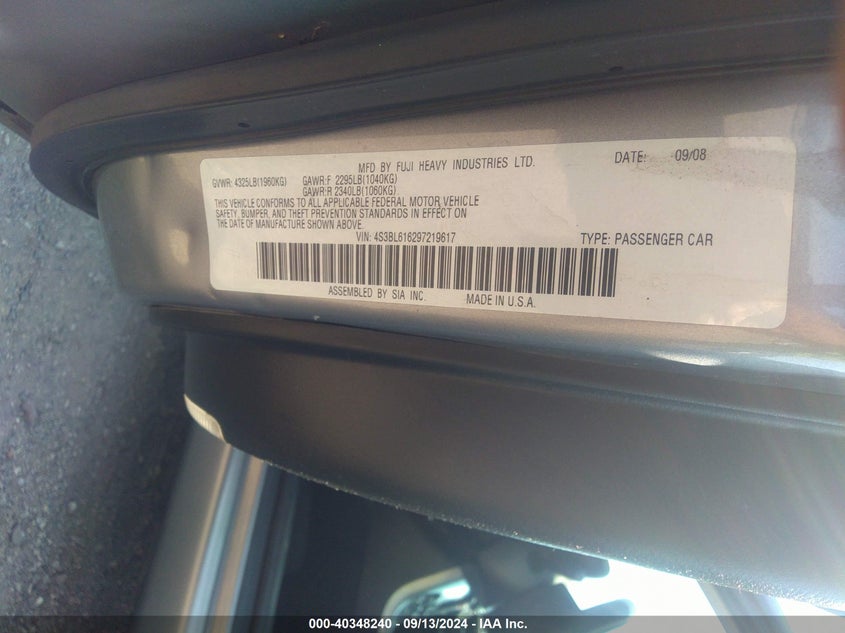 MFD BY FUJI HEAVY INDUSTRIES LTD. DATE: 09/08
GVWR: 4325LB(1960KG) GAWR:F 2295LB(1040KG)
GAWR:R 2340LB(1060KG)
THIS VEHICLE CONFORMS TO ALL APPLICABLE FEDERAL MOTOR VEHICLE
SAFETY, BUMPER, AND THEFT PREVENTION STANDARDS IN EFFECT ON
THE DATE OF MANUFACTURE SHOWN ABOVE.
VIN: 4S3BL616297219617 TYPE: PASSENGER CAR
ASSEMBLED BY SIA INC. MADE IN U.S.A.
000-40348240 - 09/13/2024 - IAA Inc.